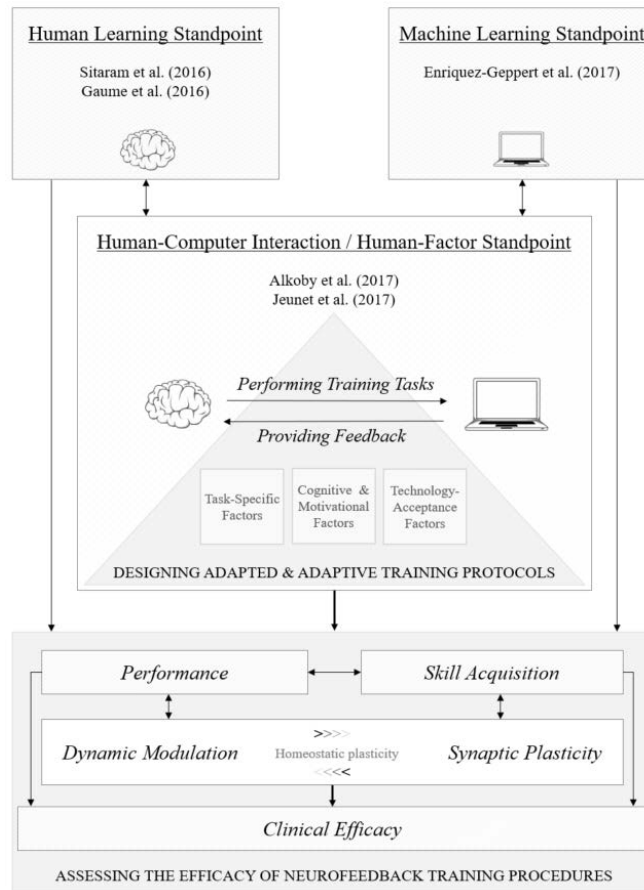 Human Learning Standpoint
Sitaram et al. (2016)
Gaume et al. (2016)
Machine Learning Standpoint
Enriquez-Geppert et al. (2017)
Human-Computer Interaction / Human-Factor Standpoint
Alkoby et al. (2017)
Jeunet et al. (2017)
Performing Training Tasks
Providing Feedback
Task-Specific
Factors
Cognitive &
Motivational
Factors
Technology-
Acceptance
Factors
DESIGNING ADAPTED & ADAPTIVE TRAINING PROTOCOLS
Performance
Skill Acquisition
Dynamic Modulation
>>>>
Homeostatic plasticity
<<<<
Synaptic Plasticity
Clinical Efficacy
ASSESSING THE EFFICACY OF NEUROFEEDBACK TRAINING PROCEDURES